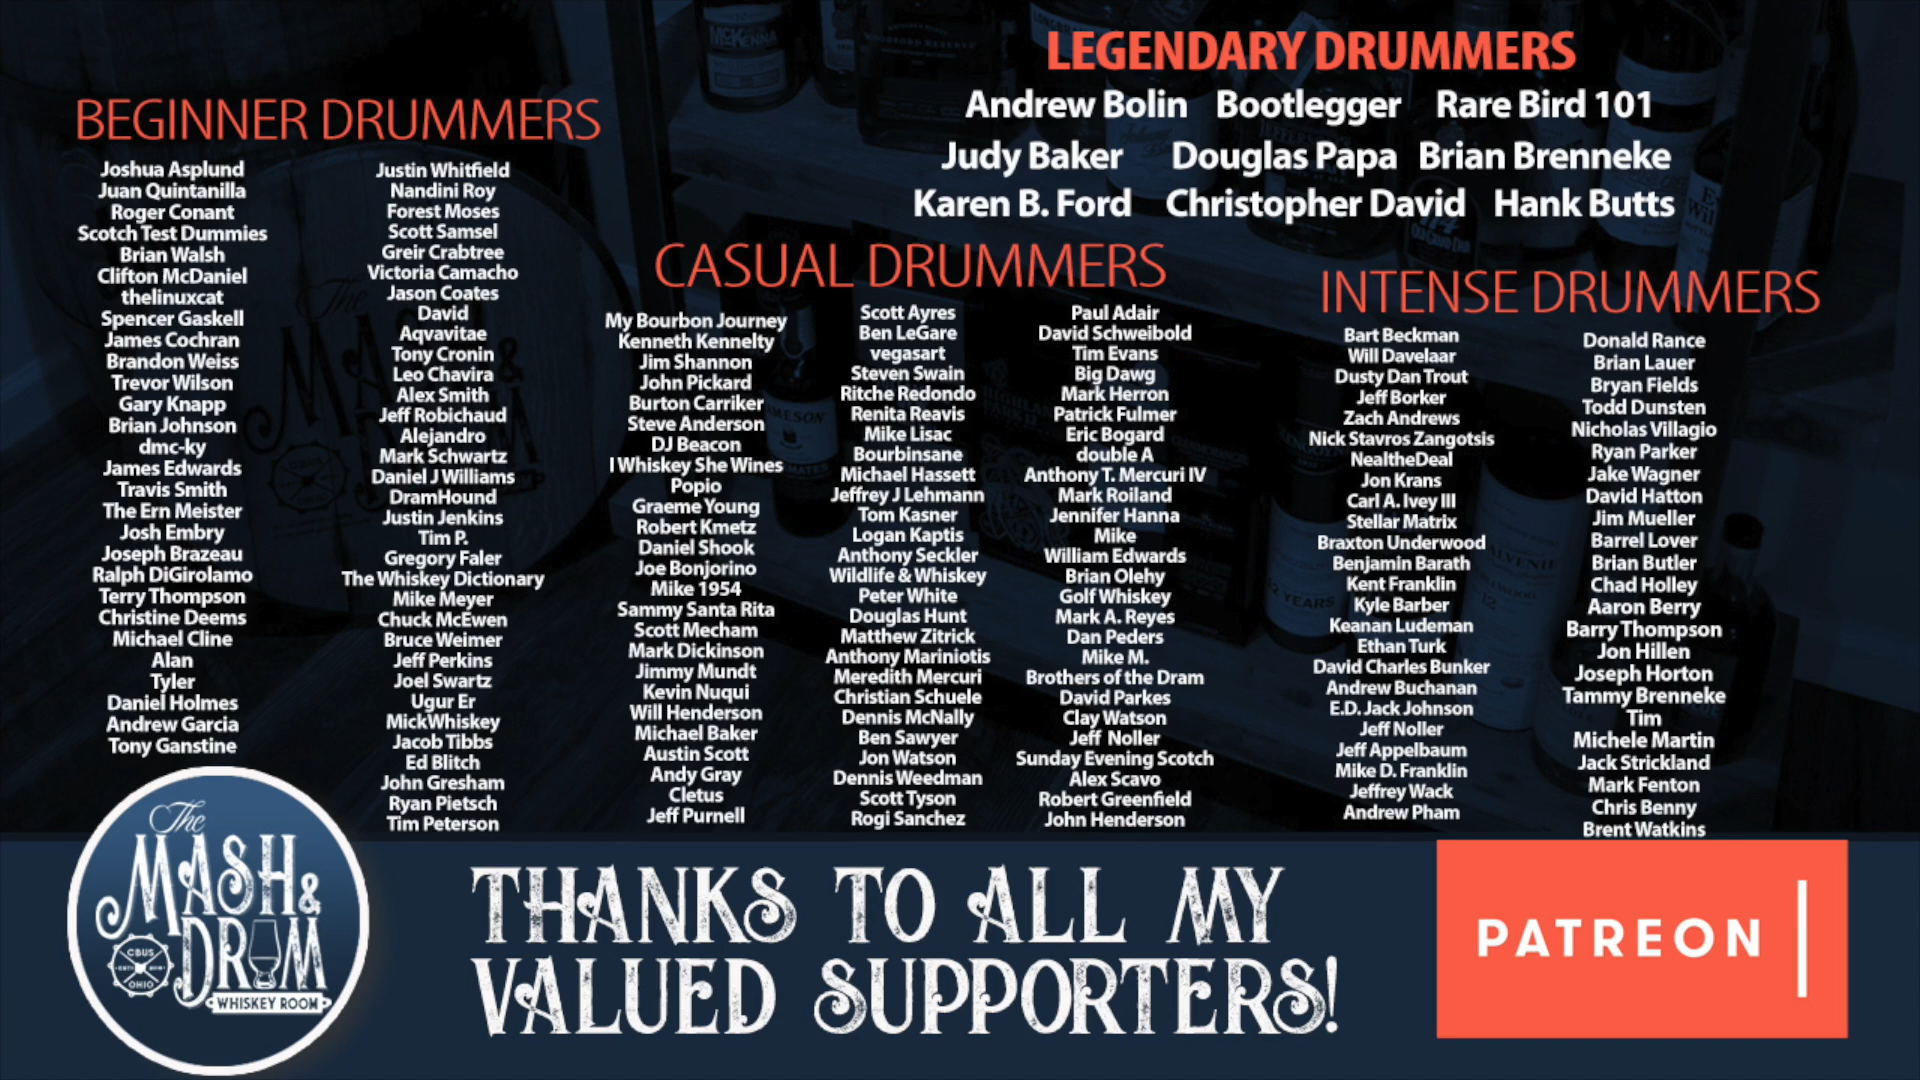 LEGENDARY DRUMMERS
Andrew Bolin Bootlegger Rare Bird 101
Judy Baker Douglas Papa Brian Brenneke
Karen B. Ford Christopher David Hank Butts
BEGINNER DRUMMERS
Joshua Asplund
Juan Quintanilla
Roger Conant
Scotch Test Dummies
Brian Walsh
Clifton McDaniel
thelinuxcat
Spencer Gaskell
James Cochran
Brandon Weiss
Trevor Wilson
Gary Knapp
Brian Johnson
dmc-ky
James Edwards
Travis Smith
The Ern Meister
Josh Embry
Joseph Brazeau
Ralph DiGirolamo
Terry Thompson
Christine Deems
Michael Cline
Alan
Tyler
Daniel Holmes
Andrew Garcia
Tony Ganstine
Justin Whitfield
Nandini Roy
Forest Moses
Scott Samsel
Greir Crabtree
Victoria Camacho
Jason Coates
David
Aqvavitae
Tony Cronin
Leo Chavira
Alex Smith
Jeff Robichaud
Alejandro
Mark Schwartz
Daniel J Williams
DramHound
Justin Jenkins
Tim P.
Gregory Faler
The Whiskey Dictionary
Mike Meyer
Chuck McEwen
Bruce Weimer
Jeff Perkins
Joel Swartz
Ugur Er
MickWhiskey
Jacob Tibbs
Ed Blitch
John Gresham
Ryan Pietsch
Tim Peterson
CASUAL DRUMMERS
My Bourbon Journey
Kenneth Kennelty
Jim Shannon
John Pickard
Burton Carriker
Steve Anderson
DJ Beacon
I Whiskey She Wines
Popio
Graeme Young
Robert Kmetz
Daniel Shook
Joe Bonjorino
Mike 1954
Sammy Santa Rita
Scott Mecham
Mark Dickinson
Jimmy Mundt
Kevin Nuqui
Will Henderson
Michael Baker
Austin Scott
Andy Gray
Cletus
Jeff Purnell
Scott Ayres
Ben LeGare
vegasart
Steven Swain
Ritche Redondo
Renita Reavis
Mike Lisac
Bourbinsane
Michael Hassett
Jeffrey J Lehmann
Tom Kasner
Logan Kaptis
Anthony Seckler
Wildlife & Whiskey
Peter White
Douglas Hunt
Matthew Zitrick
Anthony Mariniotis
Meredith Mercuri
Christian Schuele
Dennis McNally
Ben Sawyer
Jon Watson
Dennis Weedman
Scott Tyson
Rogi Sanchez
Paul Adair
David Schweibold
Tim Evans
Big Dawg
Mark Herron
Patrick Fulmer
Eric Bogard
double A
Anthony T. Mercuri IV
Mark Roiland
Jennifer Hanna
Mike
William Edwards
Brian Olehy
Golf Whiskey
Mark A. Reyes
Dan Peders
Mike M.
Brothers of the Dram
David Parkes
Clay Watson
Jeff Noller
Sunday Evening Scotch
Alex Scavo
Robert Greenfield
John Henderson
INTENSE DRUMMERS
Bart Beckman
Will Davelaar
Dusty Dan Trout
Jeff Borker
Zach Andrews
Nick Stavros Zangotsis
NealtheDeal
Jon Krans
Carl A. Ivey III
Stellar Matrix
Braxton Underwood
Benjamin Barath
Kent Franklin
Kyle Barber
Keanan Ludeman
Ethan Turk
David Charles Bunker
Andrew Buchanan
E.D. Jack Johnson
Jeff Noller
Jeff Appelbaum
Mike D. Franklin
Jeffrey Wack
Andrew Pham
Donald Rance
Brian Lauer
Bryan Fields
Todd Dunsten
Nicholas Villagio
Ryan Parker
Jake Wagner
David Hatton
Jim Mueller
Barrel Lover
Brian Butler
Chad Holley
Aaron Berry
Barry Thompson
Jon Hillen
Joseph Horton
Tammy Brenneke
Tim
Michele Martin
Jack Strickland
Mark Fenton
Chris Benny
Brent Watkins
The
MASH &
DRUM
CBUS
OHIO
WHISKEY ROOM
THANKS TO ALL MY
VALUED SUPPORTERS!
PATREON